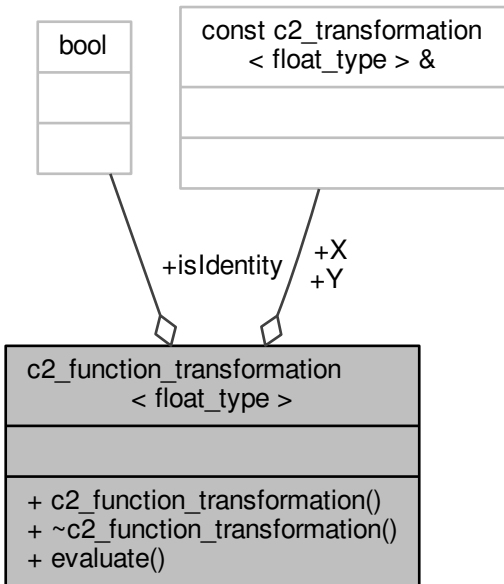 bool
const c2_transformation
< float_type > &
+isIdentity
+X
+Y
c2_function_transformation
< float_type >
+ c2_function_transformation()
+ ~c2_function_transformation()
+ evaluate()